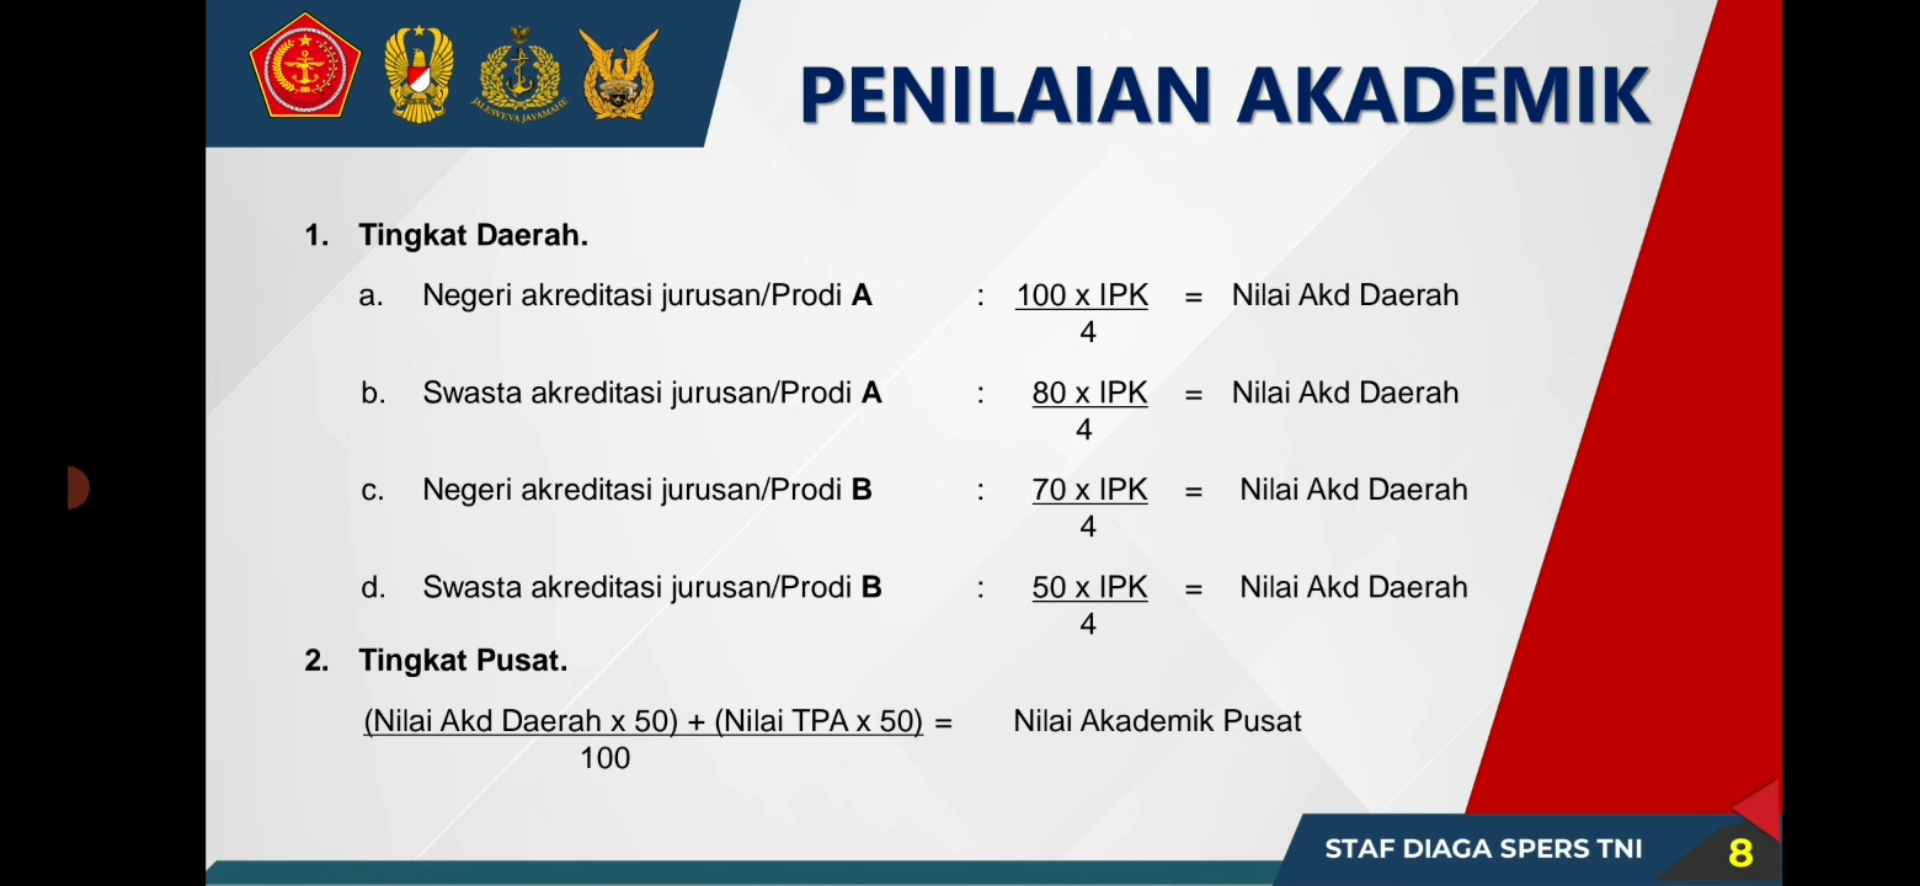 JALESVEVA JAYAMAHE
PENILAIAN AKADEMIK
1. Tingkat Daerah.
a. Negeri akreditasi jurusan/Prodi A : 100 x IPK = Nilai Akd Daerah
4
b. Swasta akreditasi jurusan/Prodi A : 80 x IPK = Nilai Akd Daerah
4
c. Negeri akreditasi jurusan/Prodi B : 70 x IPK = Nilai Akd Daerah
4
d. Swasta akreditasi jurusan/Prodi B : 50 x IPK = Nilai Akd Daerah
4
2. Tingkat Pusat.
(Nilai Akd Daerah x 50) + (Nilai TPA x 50) = Nilai Akademik Pusat
100
STAF DIAGA SPERS TNI 8